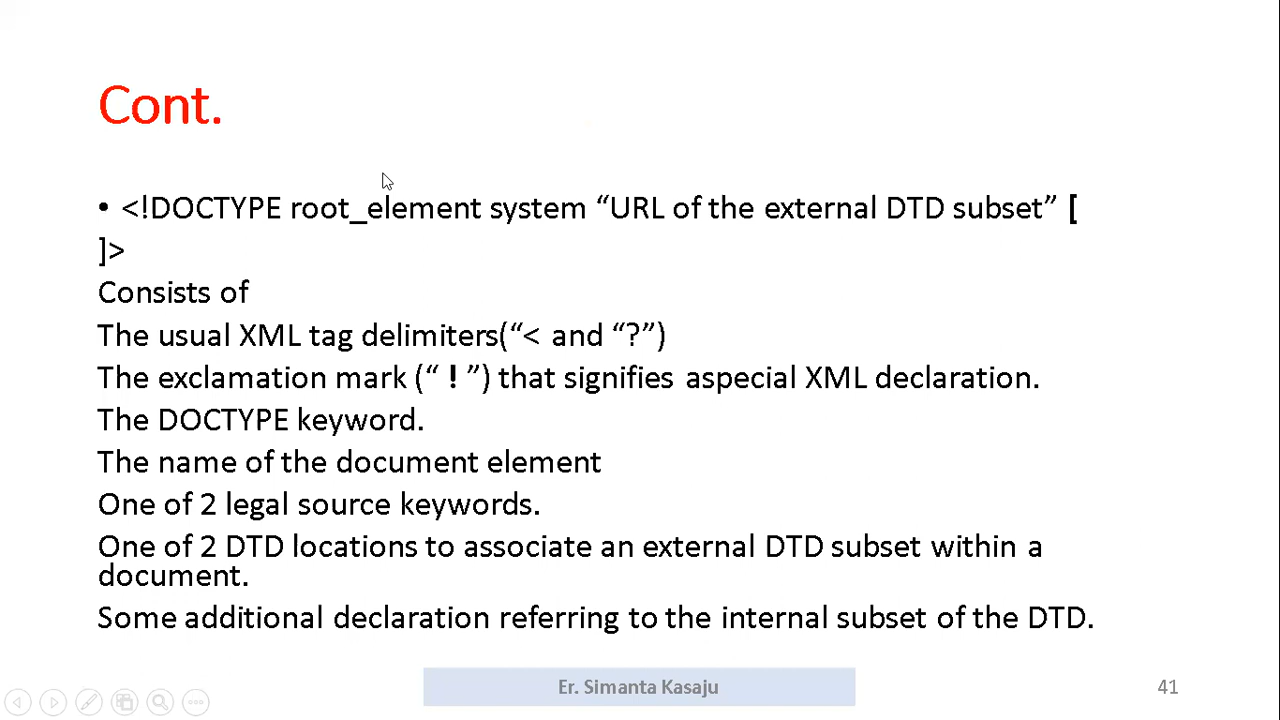 Cont.
• <!DOCTYPE root_element system “URL of the external DTD subset” [
]>
Consists of
The usual XML tag delimiters(“< and “?”)
The exclamation mark (“ ! ”) that signifies aspecial XML declaration.
The DOCTYPE keyword.
The name of the document element
One of 2 legal source keywords.
One of 2 DTD locations to associate an external DTD subset within a
document.
Some additional declaration referring to the internal subset of the DTD.
Er. Simanta Kasaju
41